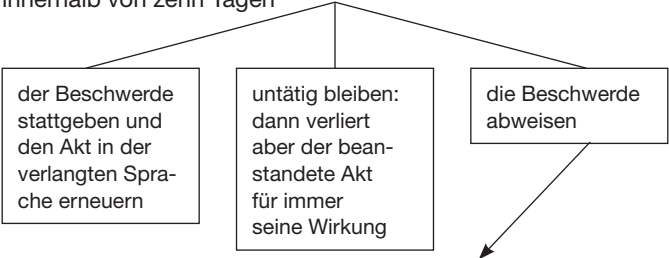 innerhalb von zehn Tagen
der Beschwerde
stattgeben und
den Akt in der
verlangten Spra-
che erneuern
untätig bleiben:
dann verliert
aber der bean-
standete Akt
für immer
seine Wirkung
die Beschwerde
abweisen